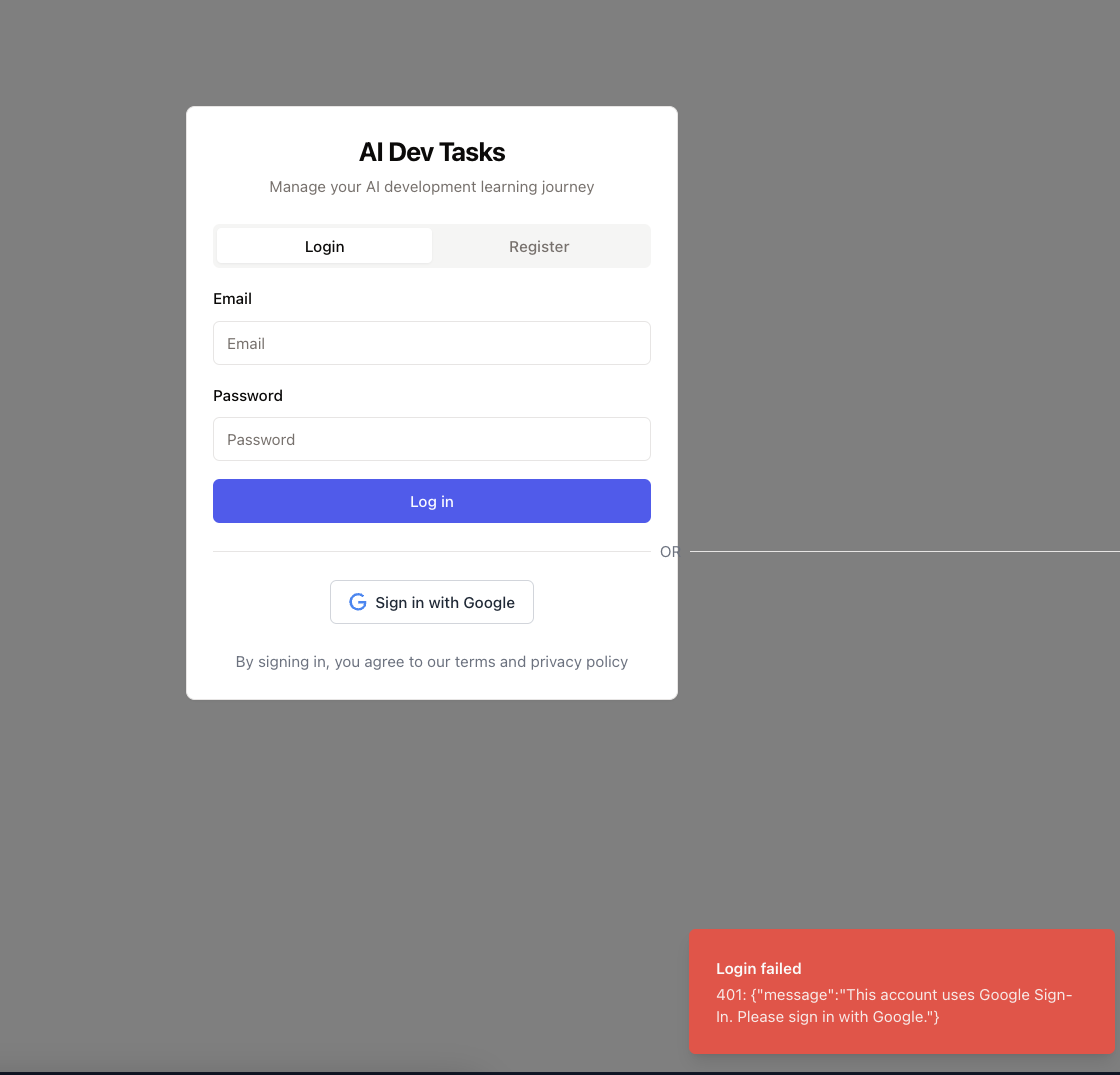 AI Dev Tasks
Manage your AI development learning journey
Login
Register
Email
Email
Password
Password
Log in
OR
Sign in with Google
By signing in, you agree to our terms and privacy policy
Login failed
401: {"message":"This account uses Google Sign-
In. Please sign in with Google."}